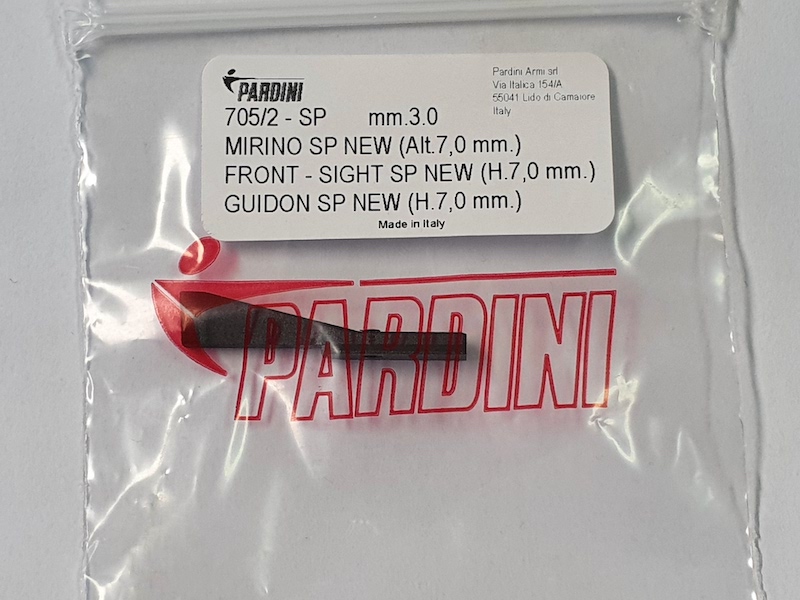 PARDINI
Pardini Armi srl
Via Italica 154/A
55041 Lido di Camaiore
Italy
705/2 - SP mm.3.0
MIRINO SP NEW (Alt.7,0 mm.)
FRONT - SIGHT SP NEW (H.7,0 mm.)
GUIDON SP NEW (H.7,0 mm.)
Made in Italy
PARDINI